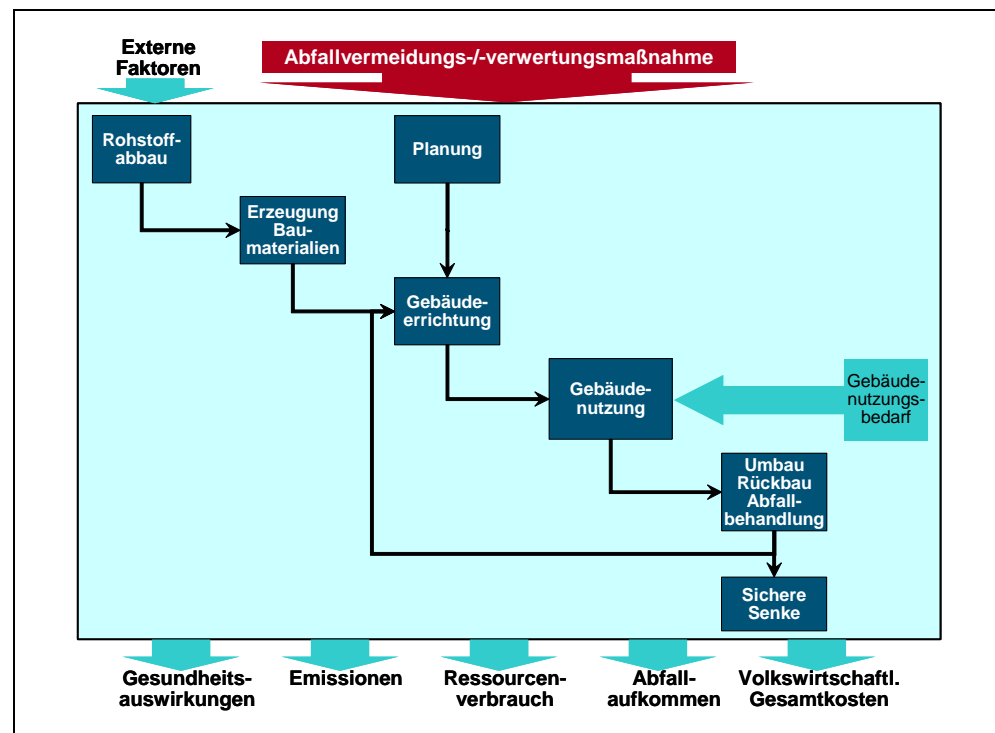 Externe
Faktoren
Abfallvermeidungs-/-verwertungsmaßnahme
Rohstoff-
abbau
Planung
Erzeugung
Bau-
materialien
Gebäude-
errichtung
Gebäude-
nutzung
Gebäude-
nutzungs-
bedarf
Umbau
Rückbau
Abfall-
behandlung
Sichere
Senke
Gesundheits-
auswirkungen
Emissionen
Ressourcen-
verbrauch
Abfall-
aufkommen
Volkswirtschaftl.
Gesamtkosten